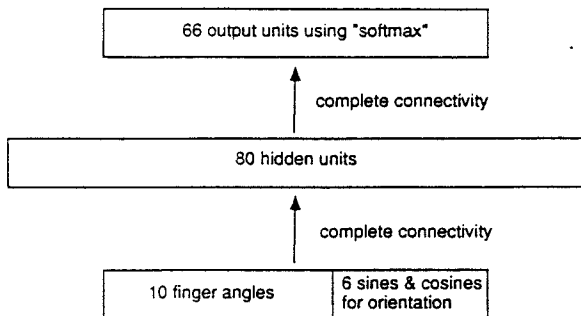 66 output units using "softmax"
complete connectivity
80 hidden units
complete connectivity
10 finger angles
6 sines & cosines
for orientation